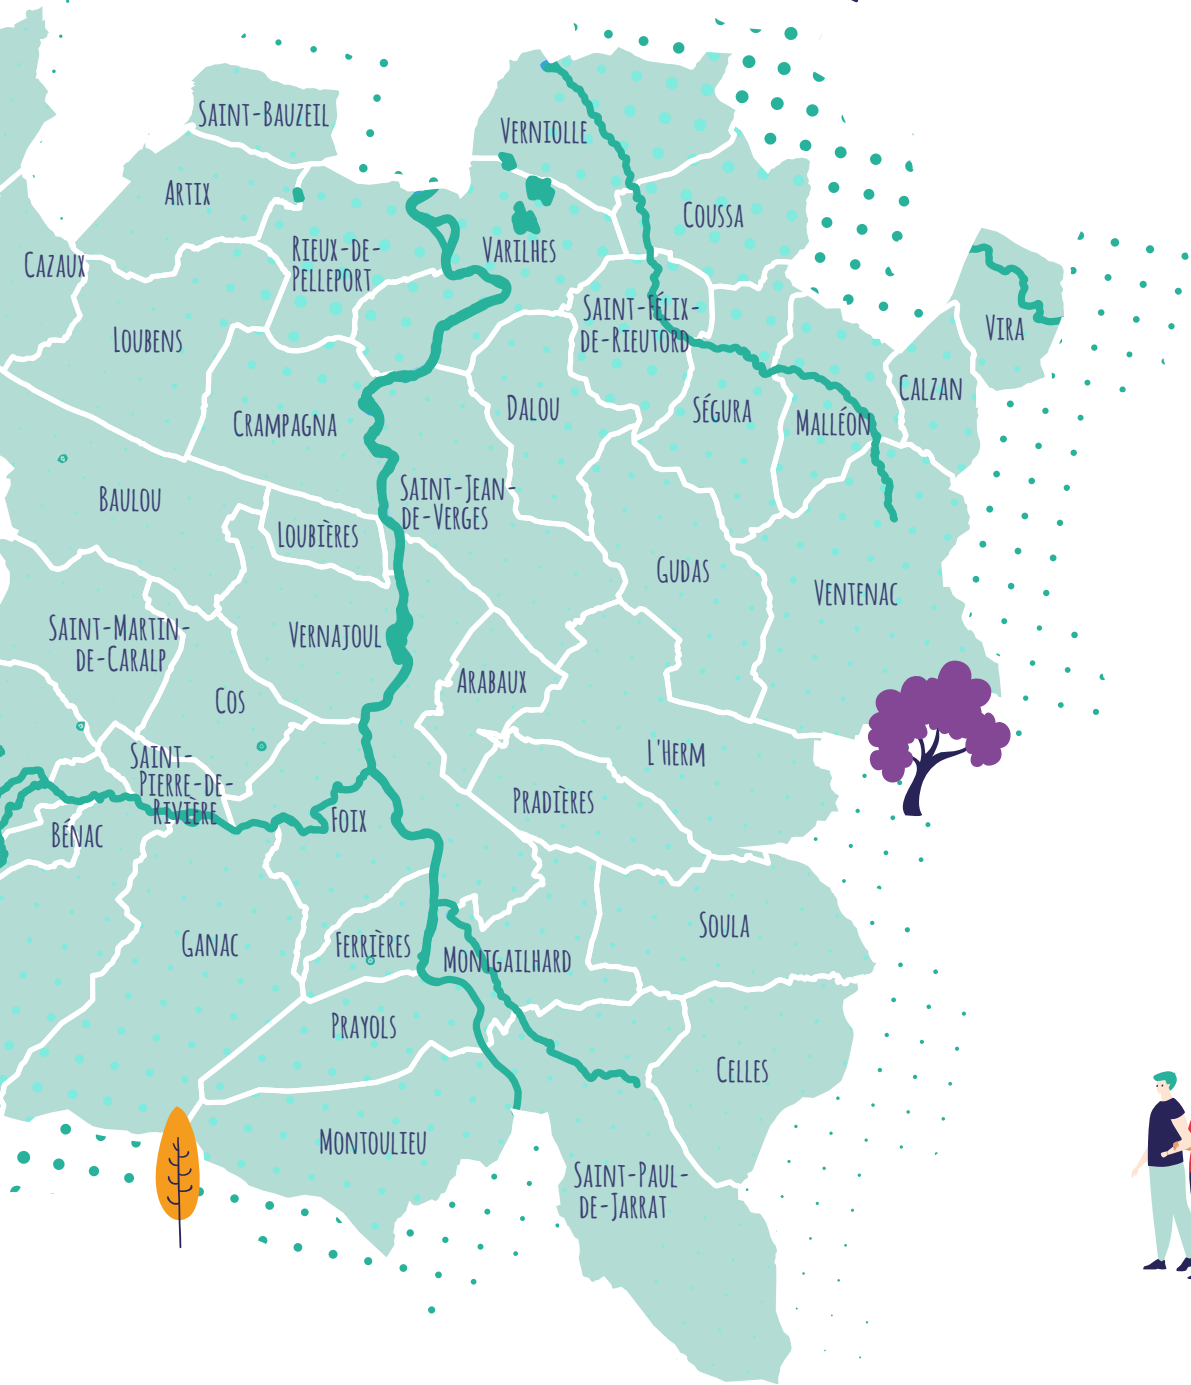 Saint-Bauzeil
Verniolle
Artix
Coussa
Cazaux
Rieux-de-
Pelleport
Varilhes
Saint-Félix-
de-Rieutord
Vira
Loubens
Calzan
Crampagna
Dalou
Ségura
Malléon
Baulou
Saint-Jean-
de-Verges
Loubières
Gudas
Ventenac
Saint-Martin-
de-Caralp
Vernajoul
Arabaux
Cos
Saint-
Pierre-de-
Rivière
L'Herm
Pradières
Bénac
Foix
Soula
Ganac
Ferrières
Montgailhard
Prayols
Celles
Montoulieu
Saint-Paul-
de-Jarrat